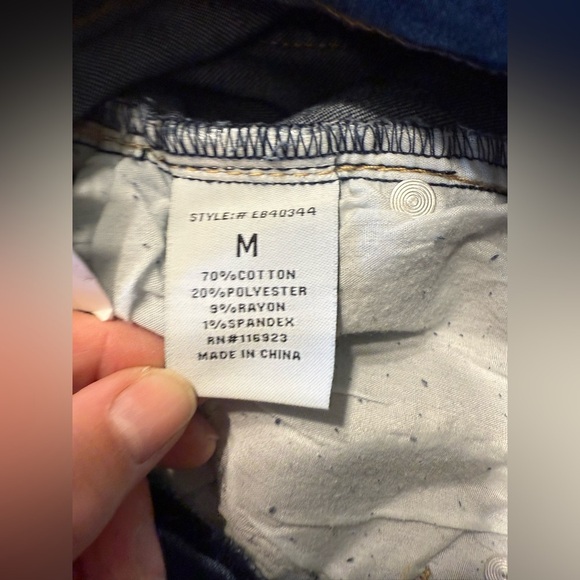 STYLE:# EB40344
M
70%COTTON
20%POLYESTER
9%RAYON
1%SPANDEX
RN#116923
MADE IN CHINA